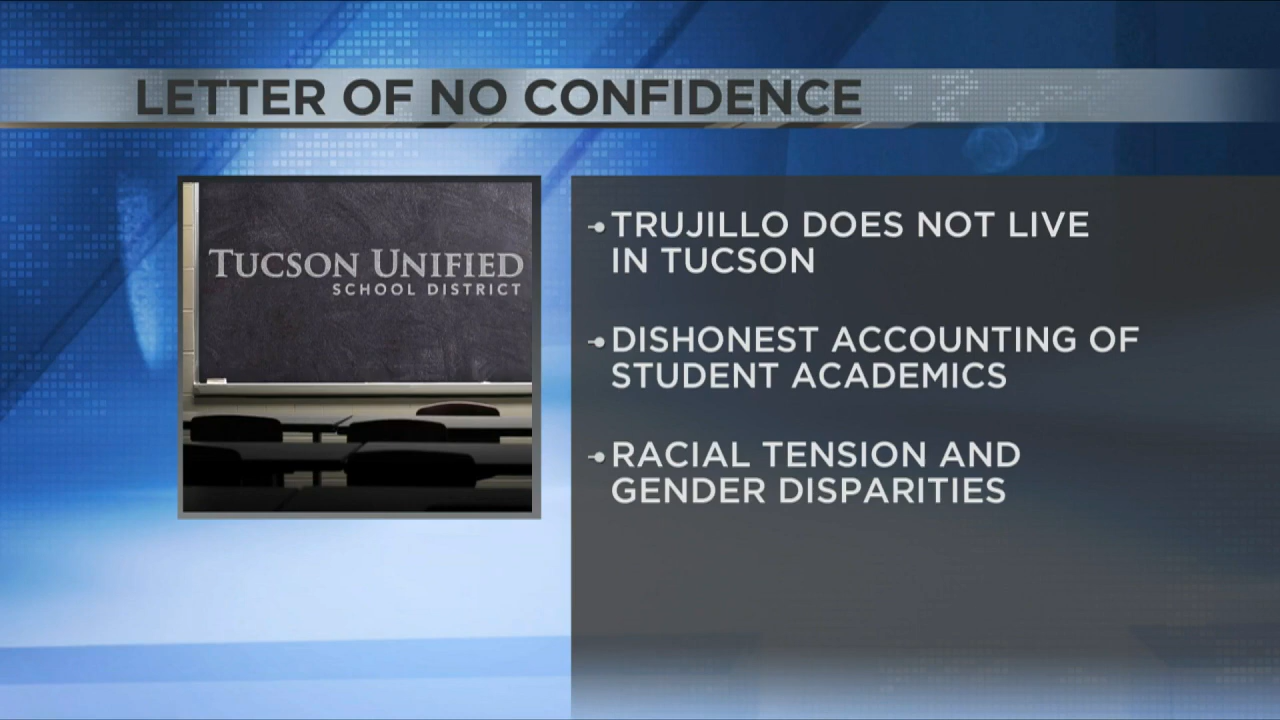 LETTER OF NO CONFIDENCE
TUCSON UNIFIED
SCHOOL DISTRICT
TRUJILLO DOES NOT LIVE
IN TUCSON
DISHONEST ACCOUNTING OF
STUDENT ACADEMICS
RACIAL TENSION AND
GENDER DISPARITIES